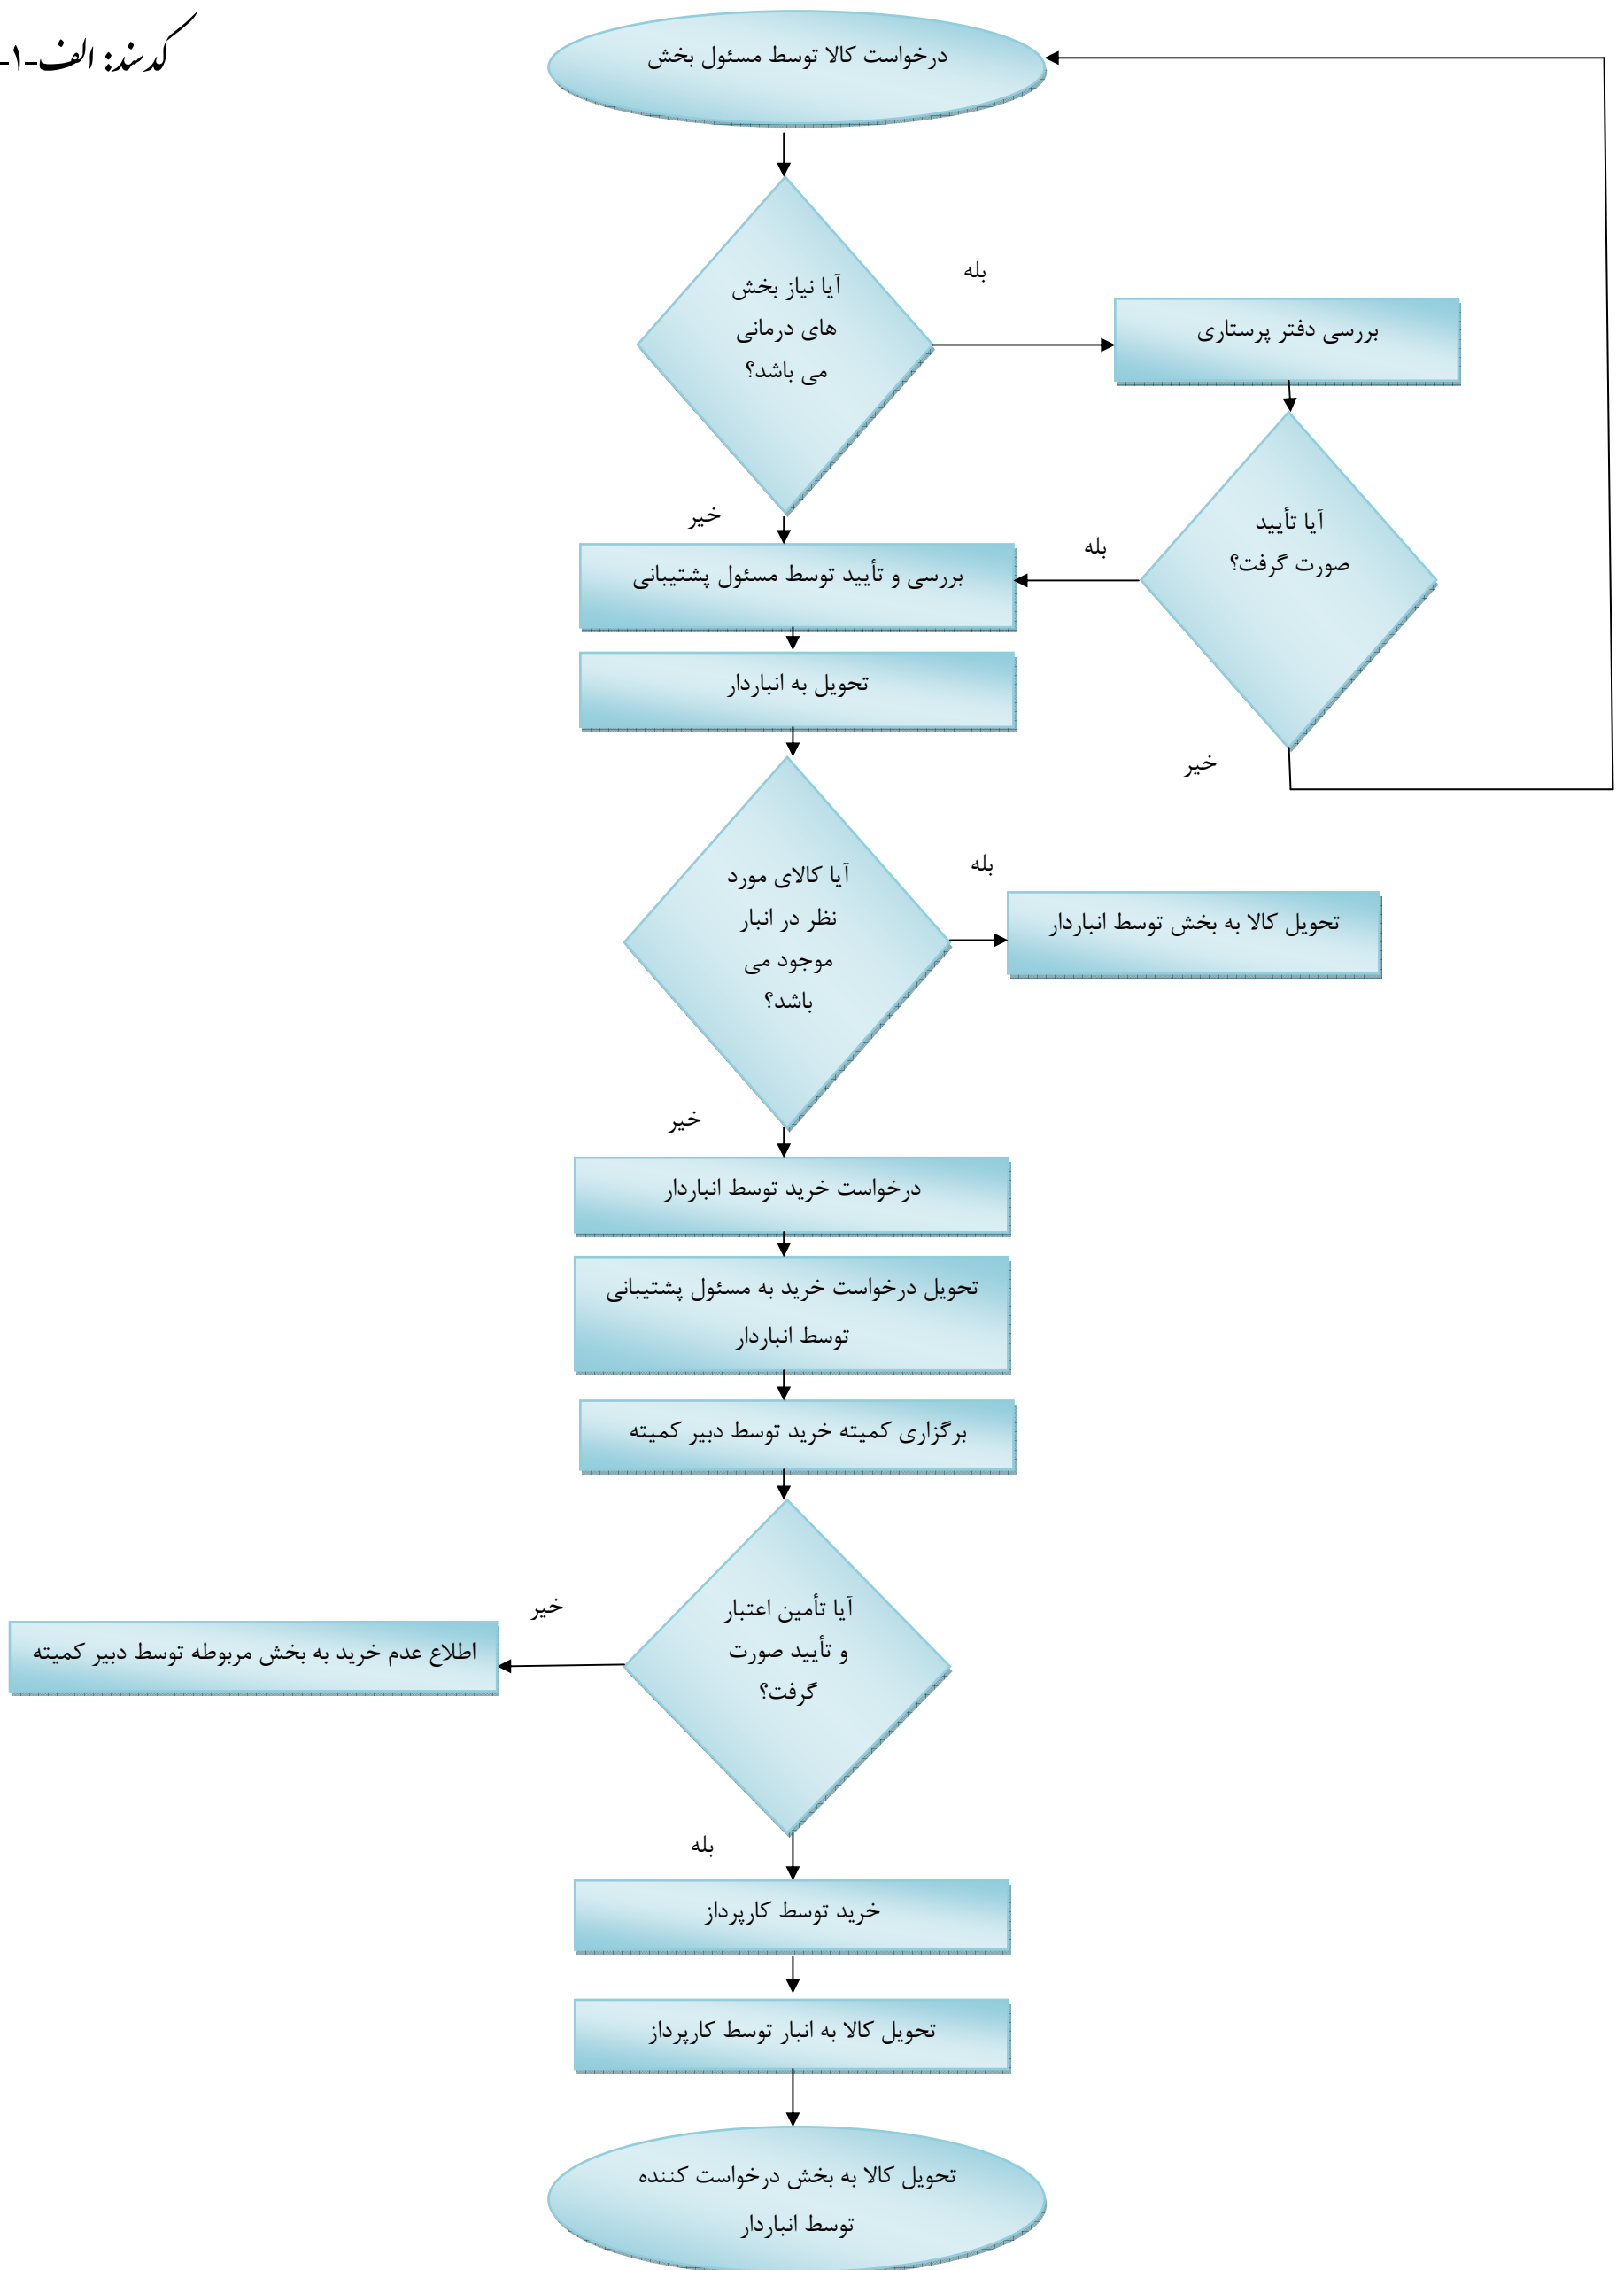 کدسند: الف-۱-
درخواست کالا توسط مسئول بخش
آیا نیاز بخش
های درمانی
می باشد؟
بله
بررسی دفتر پرستاری
آیا تأیید
صورت گرفت؟
بله
خیر
خیر
بررسی و تأیید توسط مسئول پشتیبانی
تحویل به انباردار
آیا کالای مورد
نظر در انبار
موجود می
باشد؟
بله
تحویل کالا به بخش توسط انباردار
خیر
درخواست خرید توسط انباردار
تحویل درخواست خرید به مسئول پشتیبانی
توسط انباردار
برگزاری کمیته خرید توسط دبیر کمیته
آیا تأمین اعتبار
و تأیید صورت
گرفت؟
خیر
اطلاع عدم خرید به بخش مربوطه توسط دبیر کمیته
بله
خرید توسط کارپرداز
تحویل کالا به انبار توسط کارپرداز
تحویل کالا به بخش درخواست کننده
توسط انباردار